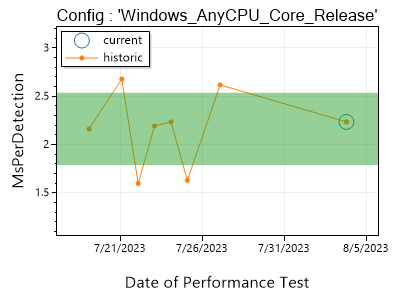 Config : 'Windows_AnyCPU_Core_Release'
current
historic
3
2.5
2
1.5
MsPerDetection
7/21/2023 7/26/2023 7/31/2023 8/5/2023
Date of Performance Test